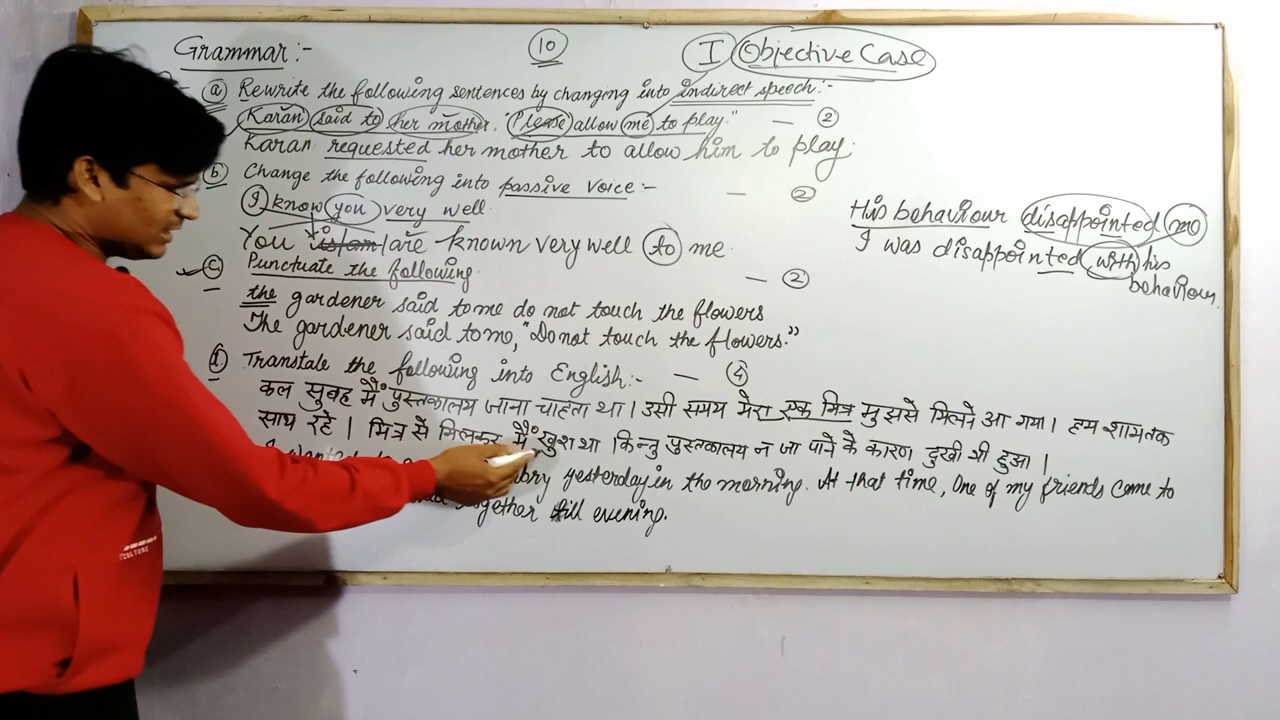 Grammar:-
10
I Objective Case
(a) Rewrite the following sentences by changing into indirect speech:-
Karan said to her mother, "Please allow me to play." — 2
Karan requested her mother to allow him to play.
(b) Change the following into passive voice:- — 2
I know you very well.
You is/am/are known very well to me.
His behaviour disappointed me
I was disappointed with his
behaviour.
(c) Punctuate the following. — 2
the gardener said to me do not touch the flowers
The gardener said to me, "Do not touch the flowers."
(d) Translate the following into English:- — 4
कल सुबह मैं पुस्तकालय जाना चाहता था। उसी समय मेरा एक मित्र मुझसे मिलने आ गया। हम शाम तक
साथ रहे। मित्र से मिलकर मैं खुश था किन्तु पुस्तकालय न जा पाने के कारण दुखी भी हुआ।
I wanted yesterday in the morning. At that time, One of my friends came to
together till evening.
CULTURE